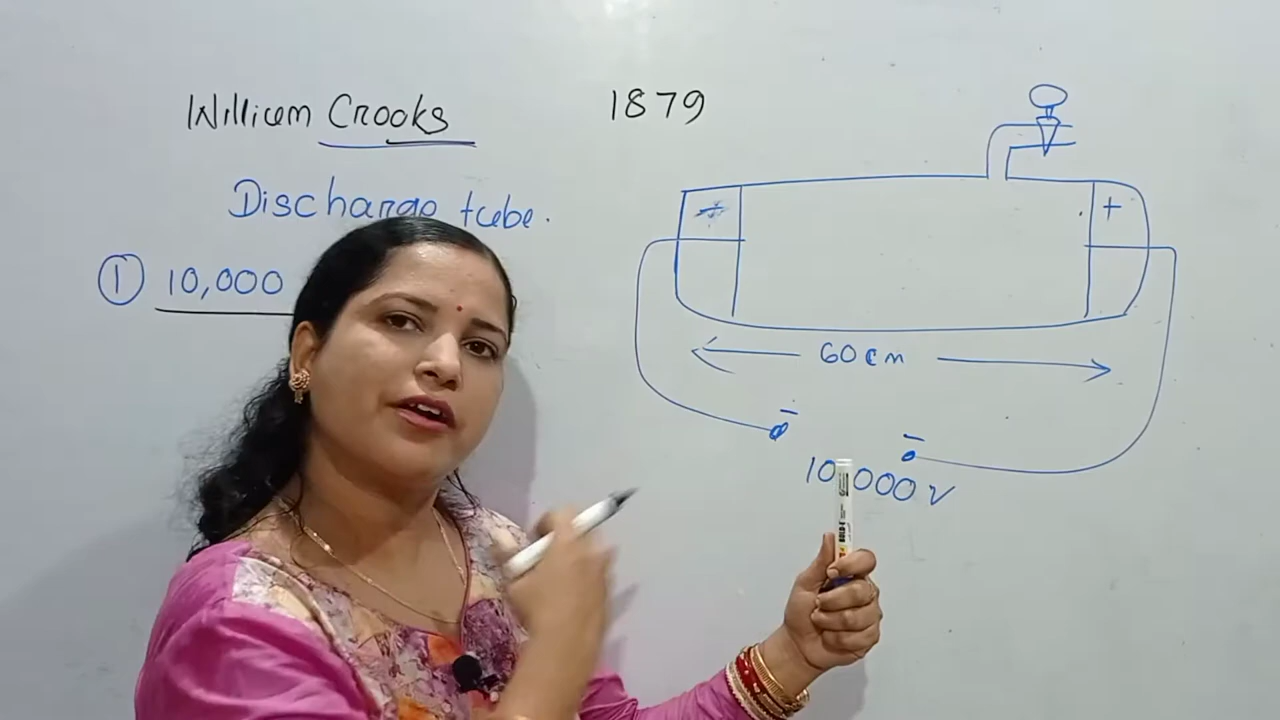 William Crooks
1879
Discharge tube.
① 10,000
+
+
60 cm
-
-
10,000 V